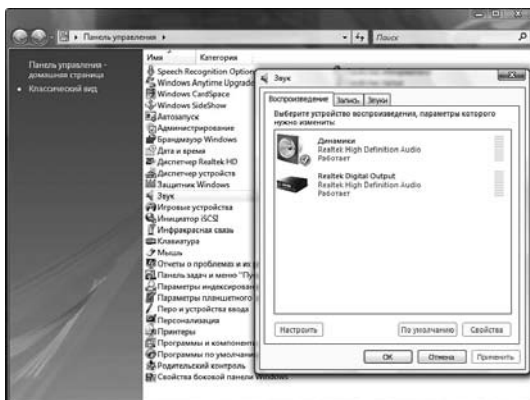 Панель управления
Поиск
Панель управления -
домашняя страница
Классический вид
Имя
Категория
Speech Recognition Option
Windows Anytime Upgrade
Windows CardSpace
Windows SideShow
Автозапуск
Администрирование
Брандмауэр Windows
Дата и время
Диспетчер Realtek HD
Диспетчер устройств
Защитник Windows
Звук
Игровые устройства
Инициатор iSCSI
Инфракрасная связь
Клавиатура
Мышь
Отчеты о проблемах и их
Панель задач и меню "Пу
Параметры индексирован
Параметры планшетного
Перо и устройства ввода
Персонализация
Принтеры
Программы и компонент
Программы по умолчани
Родительский контроль
Свойства боковой панели Windows
Звук
Воспроизведение
Запись
Звуки
Выберите устройство воспроизведения, параметры которого
нужно изменить:
Динамики
Realtek High Definition Audio
Работает
Realtek Digital Output
Realtek High Definition Audio
Работает
Настроить
По умолчанию
Свойства
ОК
Отмена
Применить